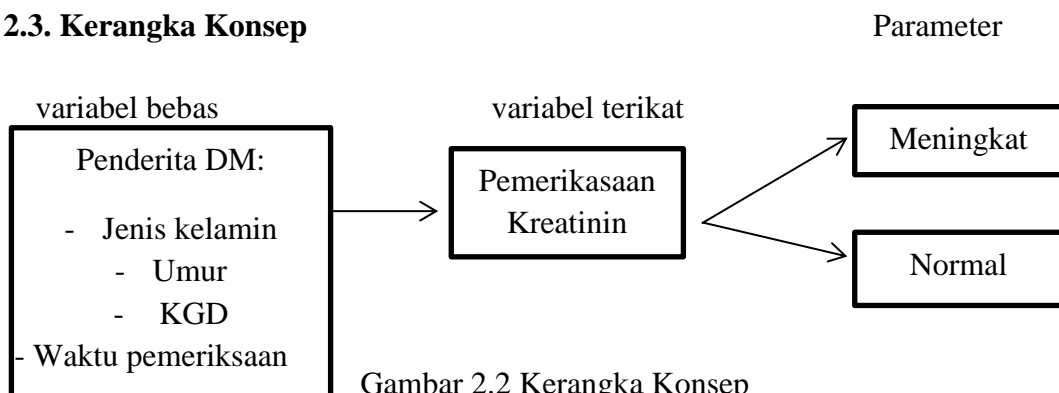 2.3. Kerangka Konsep
Parameter
variabel bebas
variabel terikat
Penderita DM:
- Jenis kelamin
- Umur
- KGD
- Waktu pemeriksaan
Pemerikasaan
Kreatinin
Meningkat
Normal
Gambar 2.2 Kerangka Konsep